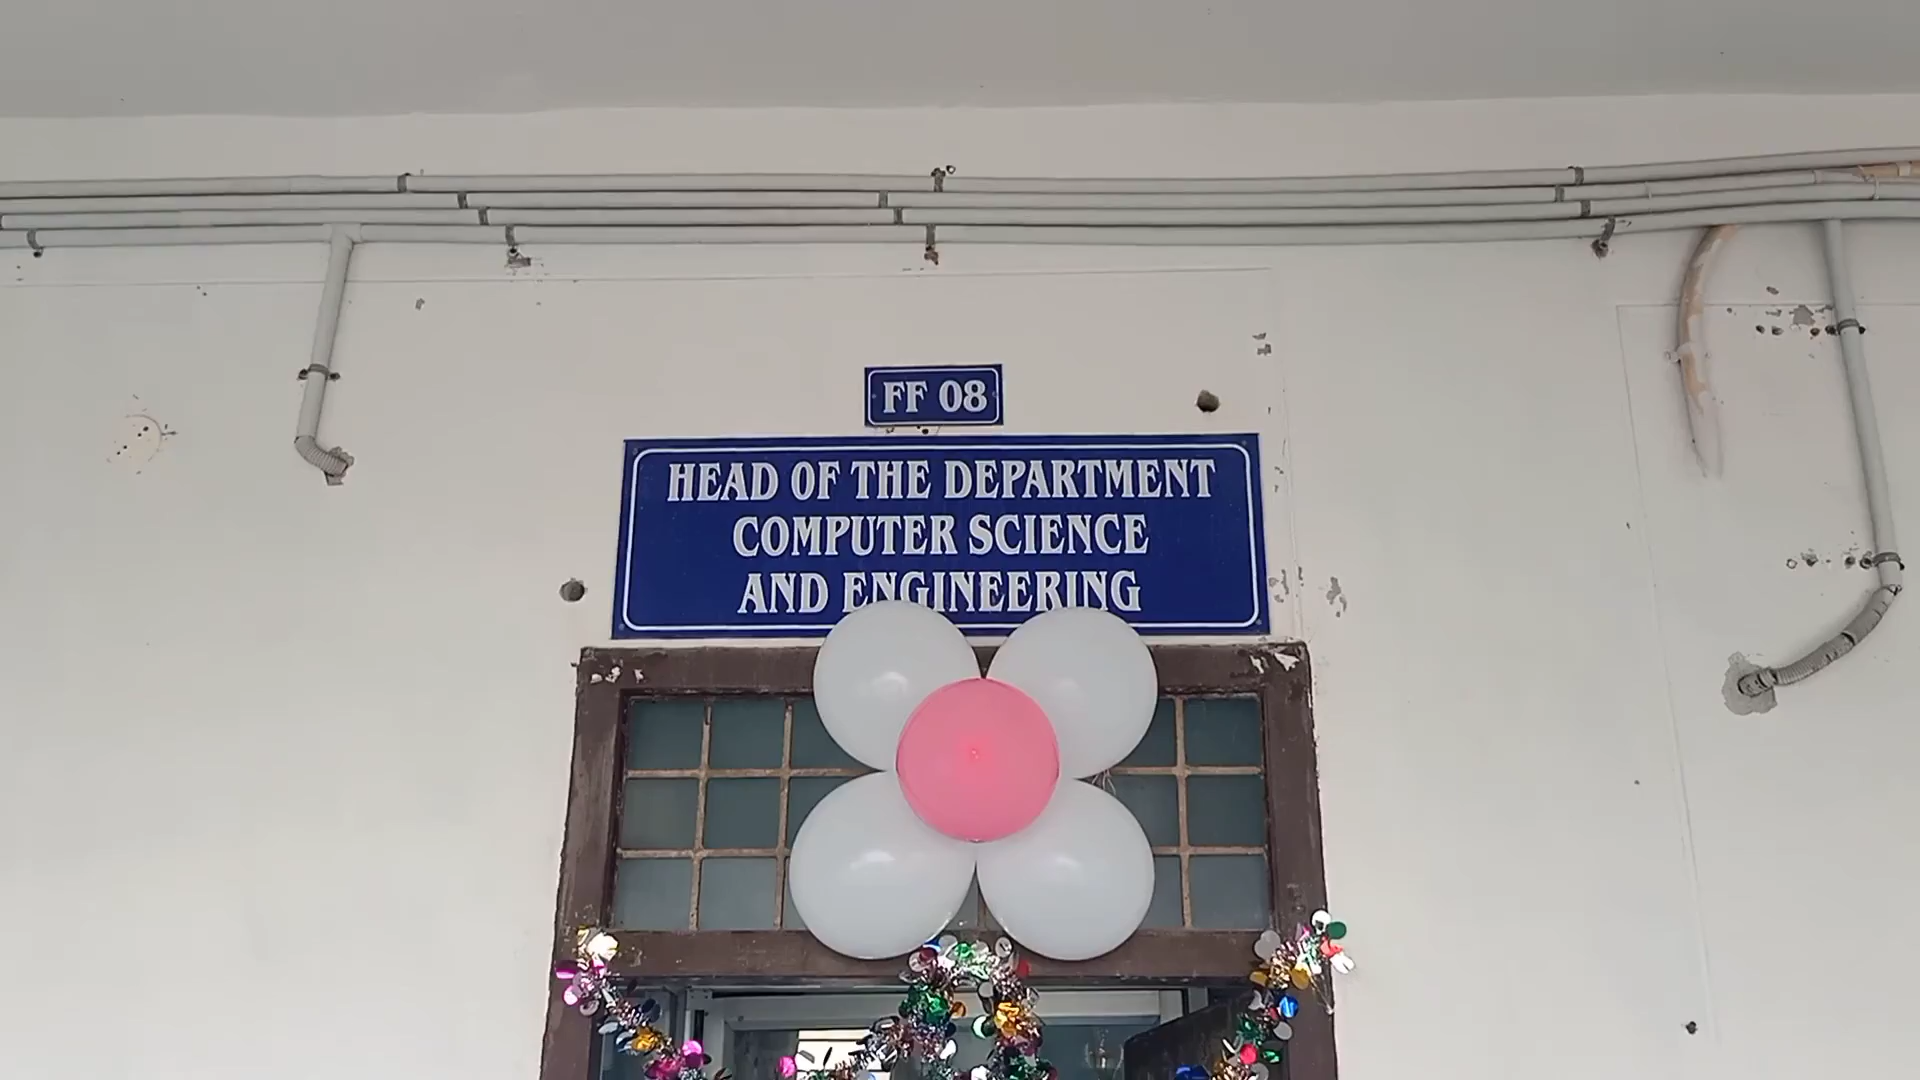 FF 08
HEAD OF THE DEPARTMENT
COMPUTER SCIENCE
AND ENGINEERING